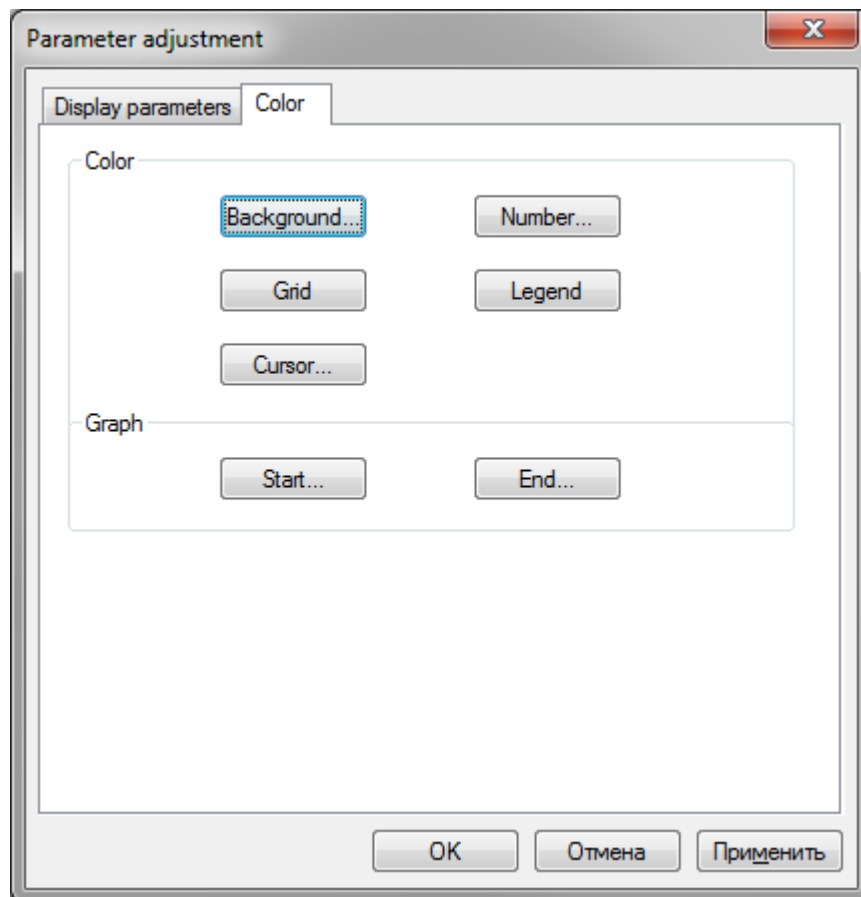 Parameter adjustment
Display parameters Color
Color
Background... Number...
Grid Legend
Cursor...
Graph
Start... End...
OK Отмена Применить